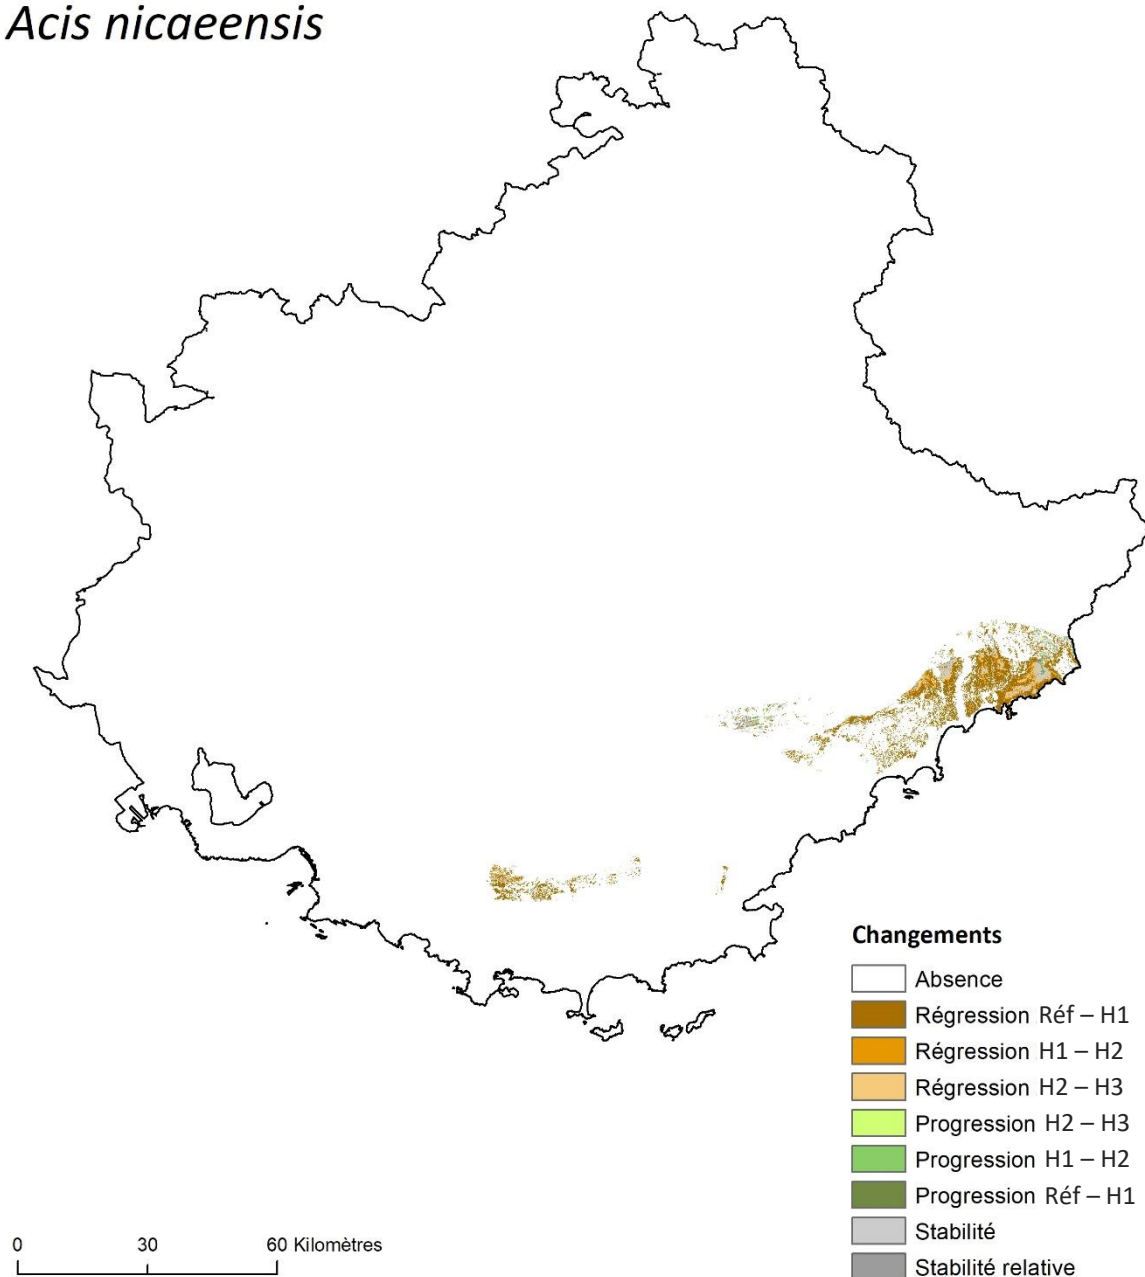 Acis nicaeensis
Changements
Absence
Régression Réf – H1
Régression H1 – H2
Régression H2 – H3
Progression H2 – H3
Progression H1 – H2
Progression Réf – H1
Stabilité
Stabilité relative
0 30 60 Kilomètres